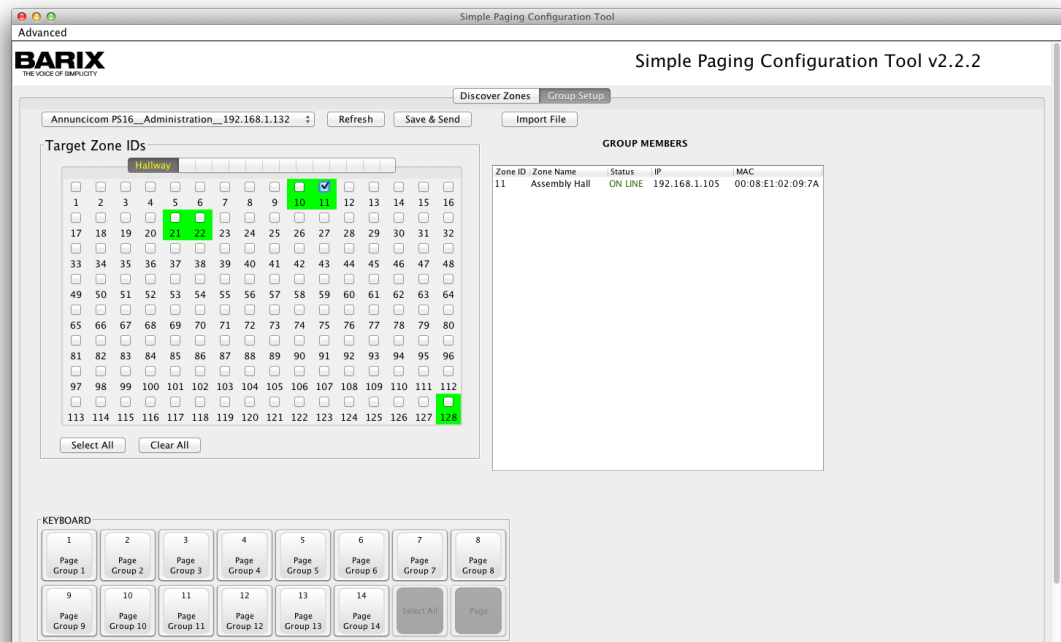 Simple Paging Configuration Tool
Advanced
BARIX
THE VOICE OF SIMPLICITY
Simple Paging Configuration Tool v2.2.2
Discover Zones Group Setup
Annuncicom PS16__Administration__192.168.1.132 Refresh Save & Send Import File
Target Zone IDs
GROUP MEMBERS
Hallway
Zone ID Zone Name Status IP MAC
11 Assembly Hall ON LINE 192.168.1.105 00:08:E1:02:09:7A
1 2 3 4 5 6 7 8 9 10 11 12 13 14 15 16
17 18 19 20 21 22 23 24 25 26 27 28 29 30 31 32
33 34 35 36 37 38 39 40 41 42 43 44 45 46 47 48
49 50 51 52 53 54 55 56 57 58 59 60 61 62 63 64
65 66 67 68 69 70 71 72 73 74 75 76 77 78 79 80
81 82 83 84 85 86 87 88 89 90 91 92 93 94 95 96
97 98 99 100 101 102 103 104 105 106 107 108 109 110 111 112
113 114 115 116 117 118 119 120 121 122 123 124 125 126 127 128
Select All Clear All
KEYBOARD
1 2 3 4 5 6 7 8
Page Page Page Page Page Page Page Page
Group 1 Group 2 Group 3 Group 4 Group 5 Group 6 Group 7 Group 8
9 10 11 12 13 14
Select All Page
Page Page Page Page Page Page
Group 9 Group 10 Group 11 Group 12 Group 13 Group 14